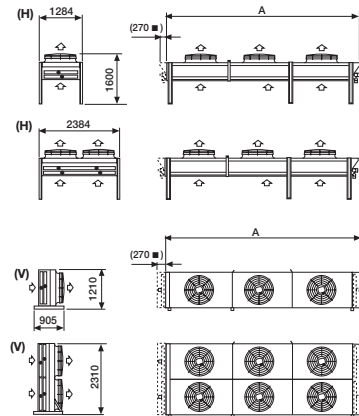 (H) 1284 A
(270 ■)
1600
(H) 2384
A
(270 ■)
(V) 1210
905
(V) 2310